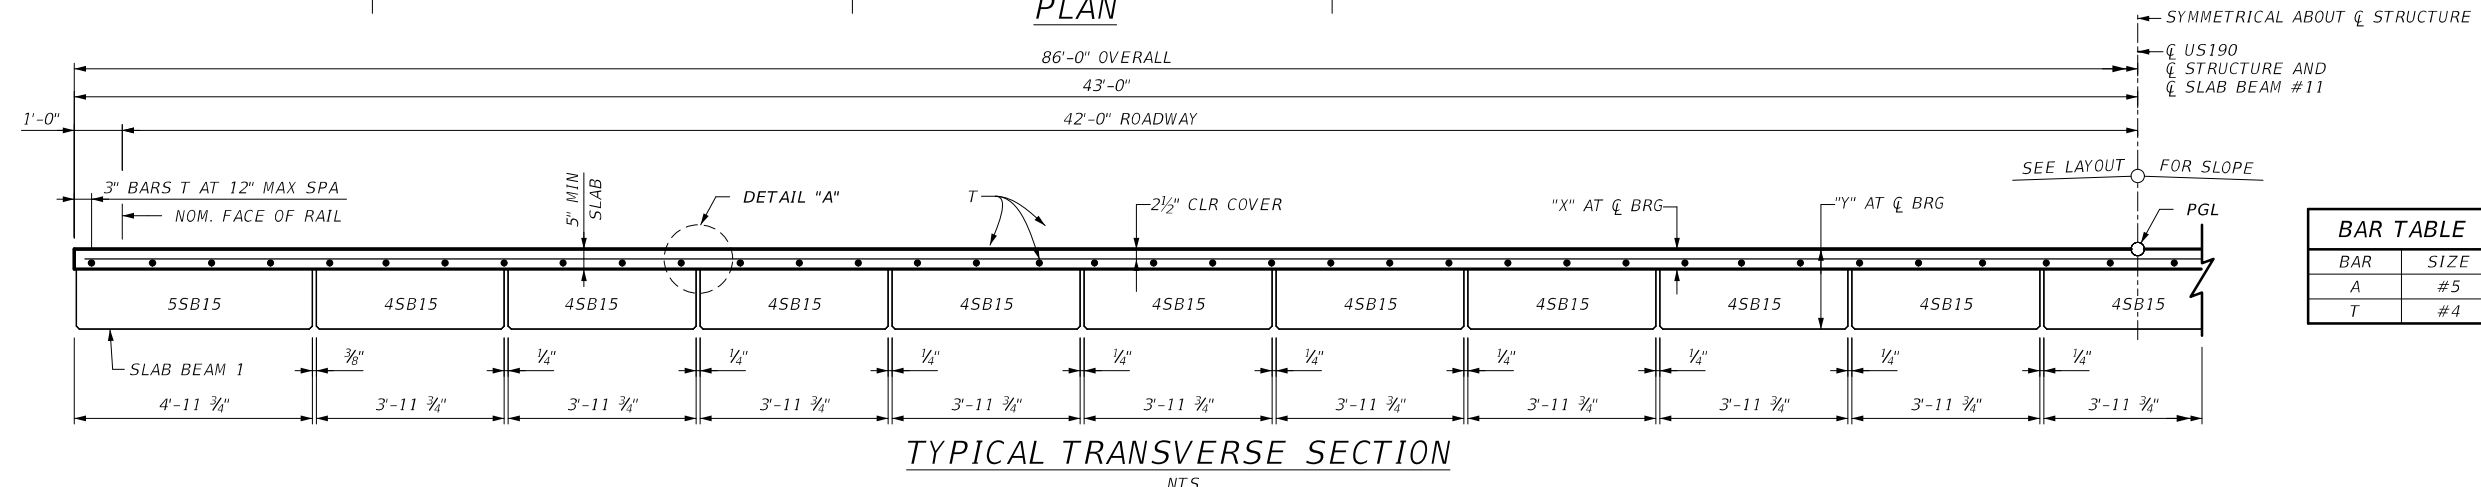 PLAN
SYMMETRICAL ABOUT ℄ STRUCTURE
℄ US190
℄ STRUCTURE AND
℄ SLAB BEAM #11
86'-0" OVERALL
43'-0"
1'-0"
42'-0" ROADWAY
SEE LAYOUT FOR SLOPE
3" BARS T AT 12" MAX SPA
NOM. FACE OF RAIL
5" MIN
SLAB
DETAIL "A"
T
2½" CLR COVER
"X" AT ℄ BRG
"Y" AT ℄ BRG
PGL
BAR TABLE
BAR SIZE
A #5
T #4
5SB15 4SB15 4SB15 4SB15 4SB15 4SB15 4SB15 4SB15 4SB15 4SB15 4SB15
SLAB BEAM 1
⅜" ¼" ¼" ¼" ¼" ¼" ¼" ¼" ¼" ¼"
4'-11 ¾" 3'-11 ¾" 3'-11 ¾" 3'-11 ¾" 3'-11 ¾" 3'-11 ¾" 3'-11 ¾" 3'-11 ¾" 3'-11 ¾" 3'-11 ¾" 3'-11 ¾"
TYPICAL TRANSVERSE SECTION
NTS